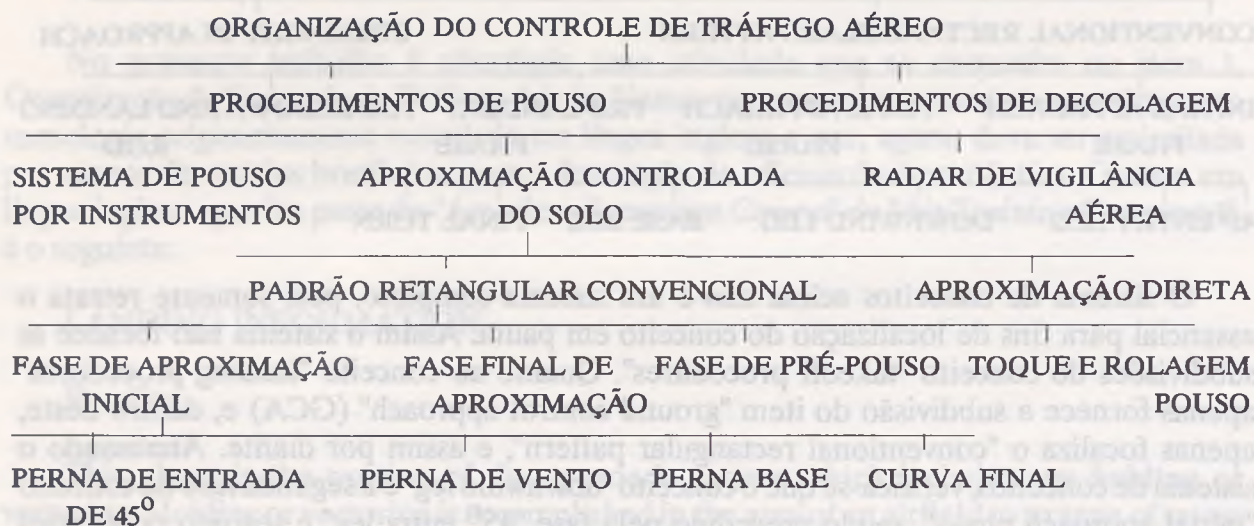 ORGANIZAÇÃO DO CONTROLE DE TRÁFEGO AÉREO
PROCEDIMENTOS DE POUSO PROCEDIMENTOS DE DECOLAGEM
SISTEMA DE POUSO APROXIMAÇÃO CONTROLADA RADAR DE VIGILÂNCIA
POR INSTRUMENTOS DO SOLO AÉREA
PADRÃO RETANGULAR CONVENCIONAL APROXIMAÇÃO DIRETA
FASE DE APROXIMAÇÃO FASE FINAL DE FASE DE PRÉ-POUSO TOQUE E ROLAGEM
INICIAL APROXIMAÇÃO POUSO
PERNA DE ENTRADA PERNA DE VENTO PERNA BASE CURVA FINAL
DE 45°